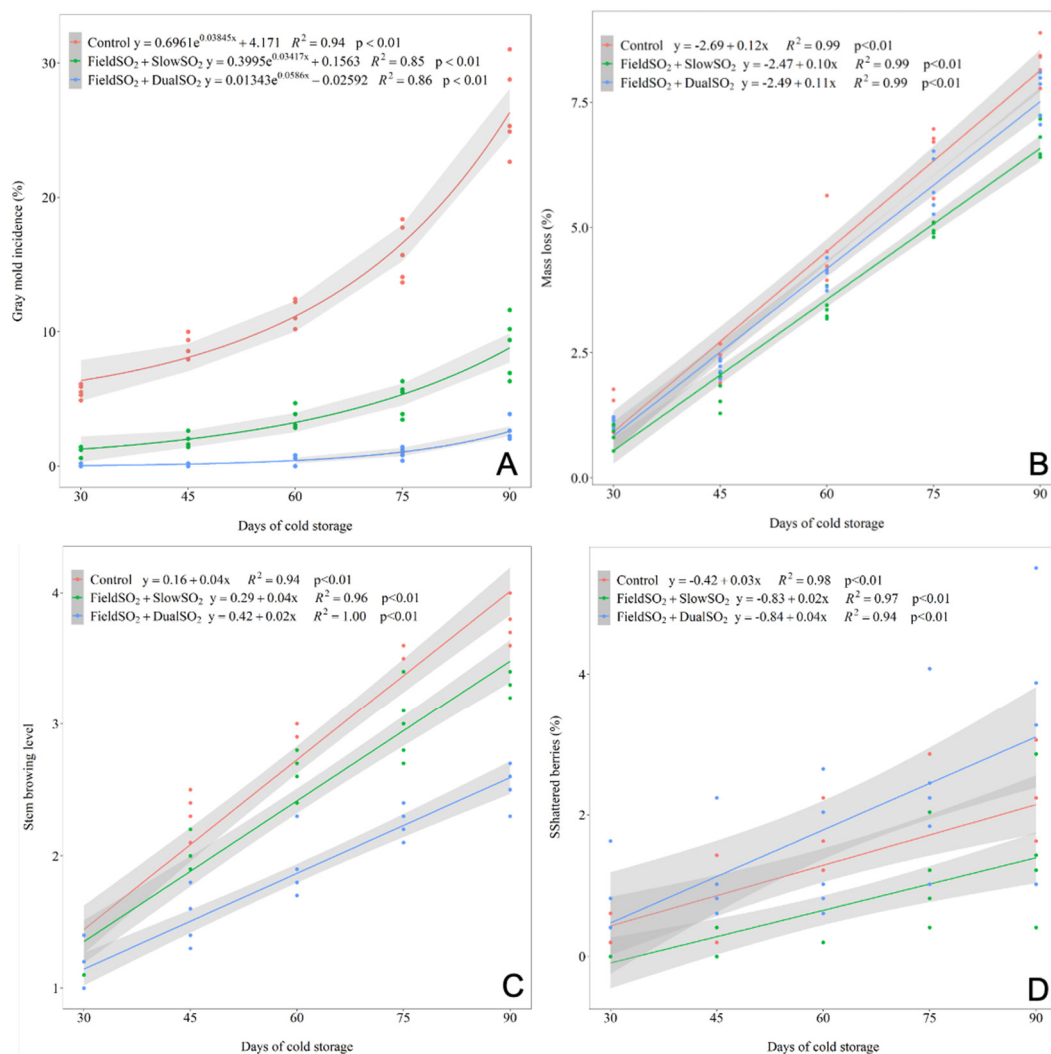 Control y = 0.6961e^0.03845x + 4.171 R² = 0.94 p < 0.01
FieldSO₂ + SlowSO₂ y = 0.3995e^0.03417x + 0.1563 R² = 0.85 p < 0.01
FieldSO₂ + DualSO₂ y = 0.01343e^0.0586x − 0.02592 R² = 0.86 p < 0.01
30
20
10
0
Gray mold incidence (%)
30 45 60 75 90
Days of cold storage
A
Control y = -2.69 + 0.12x R² = 0.99 p<0.01
FieldSO₂ + SlowSO₂ y = -2.47 + 0.10x R² = 0.99 p<0.01
FieldSO₂ + DualSO₂ y = -2.49 + 0.11x R² = 0.99 p<0.01
7.5
5.0
2.5
0.0
Mass loss (%)
30 45 60 75 90
Days of cold storage
B
Control y = 0.16 + 0.04x R² = 0.94 p<0.01
FieldSO₂ + SlowSO₂ y = 0.29 + 0.04x R² = 0.96 p<0.01
FieldSO₂ + DualSO₂ y = 0.42 + 0.02x R² = 1.00 p<0.01
4
3
2
1
Stem browing level
30 45 60 75 90
Days of cold storage
C
Control y = -0.42 + 0.03x R² = 0.98 p<0.01
FieldSO₂ + SlowSO₂ y = -0.83 + 0.02x R² = 0.97 p<0.01
FieldSO₂ + DualSO₂ y = -0.84 + 0.04x R² = 0.94 p<0.01
4
2
0
SShattered berries (%)
30 45 60 75 90
Days of cold storage
D